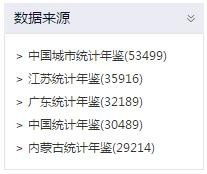 数据来源
> 中国城市统计年鉴(53499)
> 江苏统计年鉴(35916)
> 广东统计年鉴(32189)
> 中国统计年鉴(30489)
> 内蒙古统计年鉴(29214)